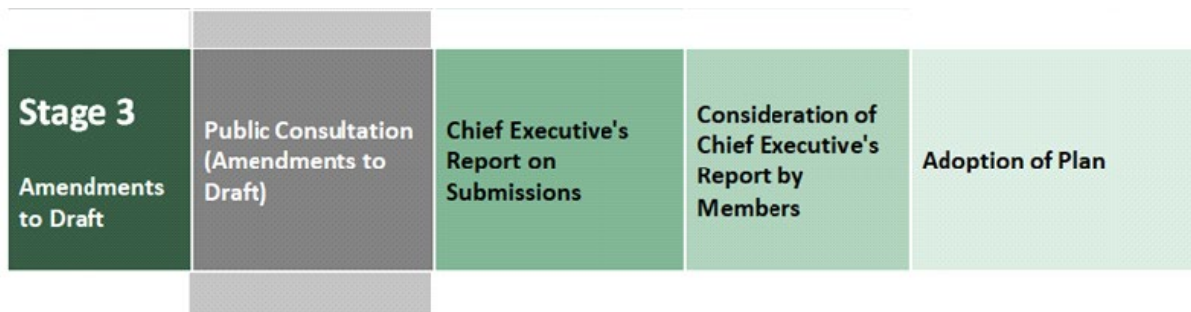 Stage 3
Amendments
to Draft
Public Consultation
(Amendments to
Draft)
Chief Executive's
Report on
Submissions
Consideration of
Chief Executive's
Report by
Members
Adoption of Plan